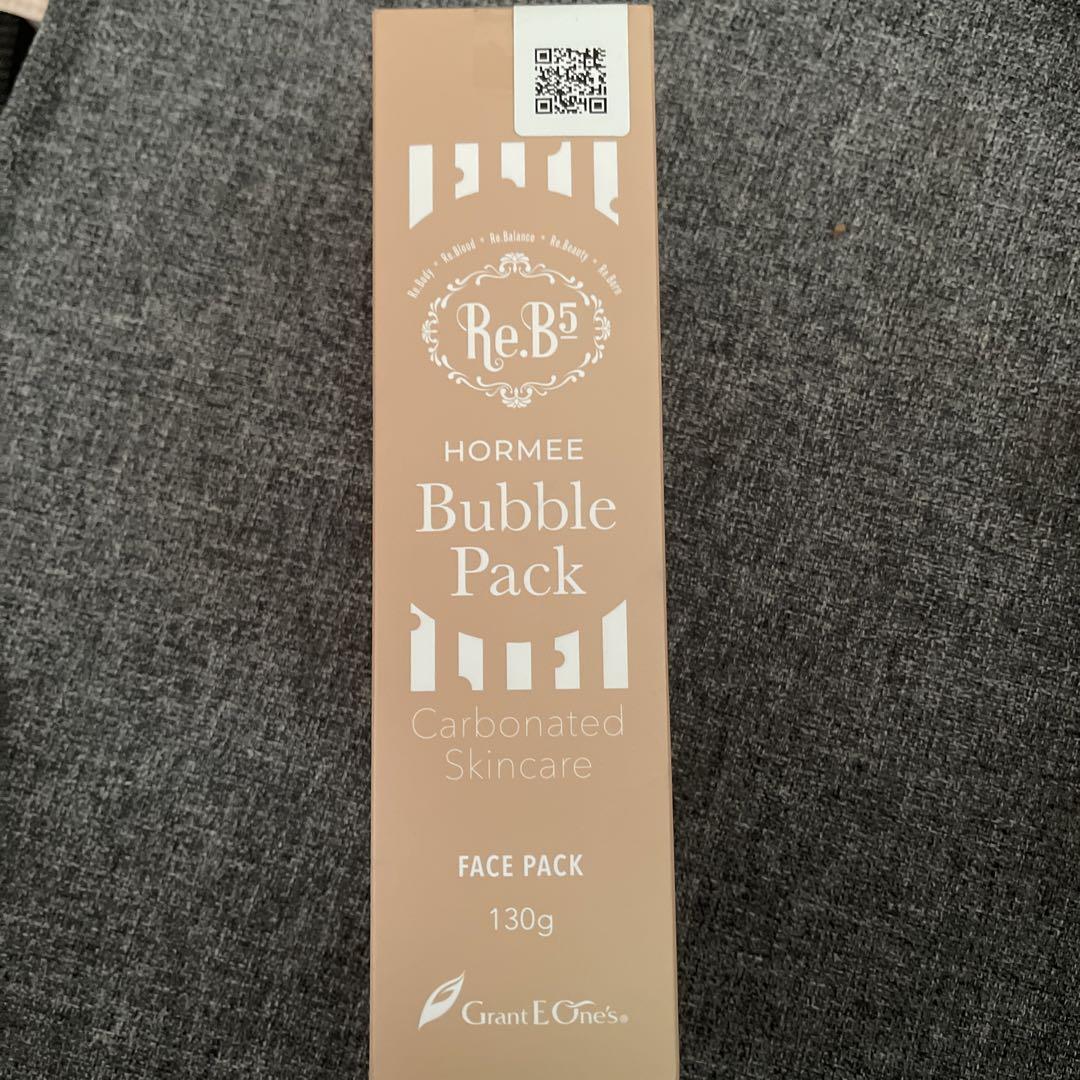 Re.Body • Re.Blood • Re.Balance • Re.Beauty • Re.Born
Re.B5
HORMEE
Bubble
Pack
Carbonated
Skincare
FACE PACK
130g
Grant E One's®